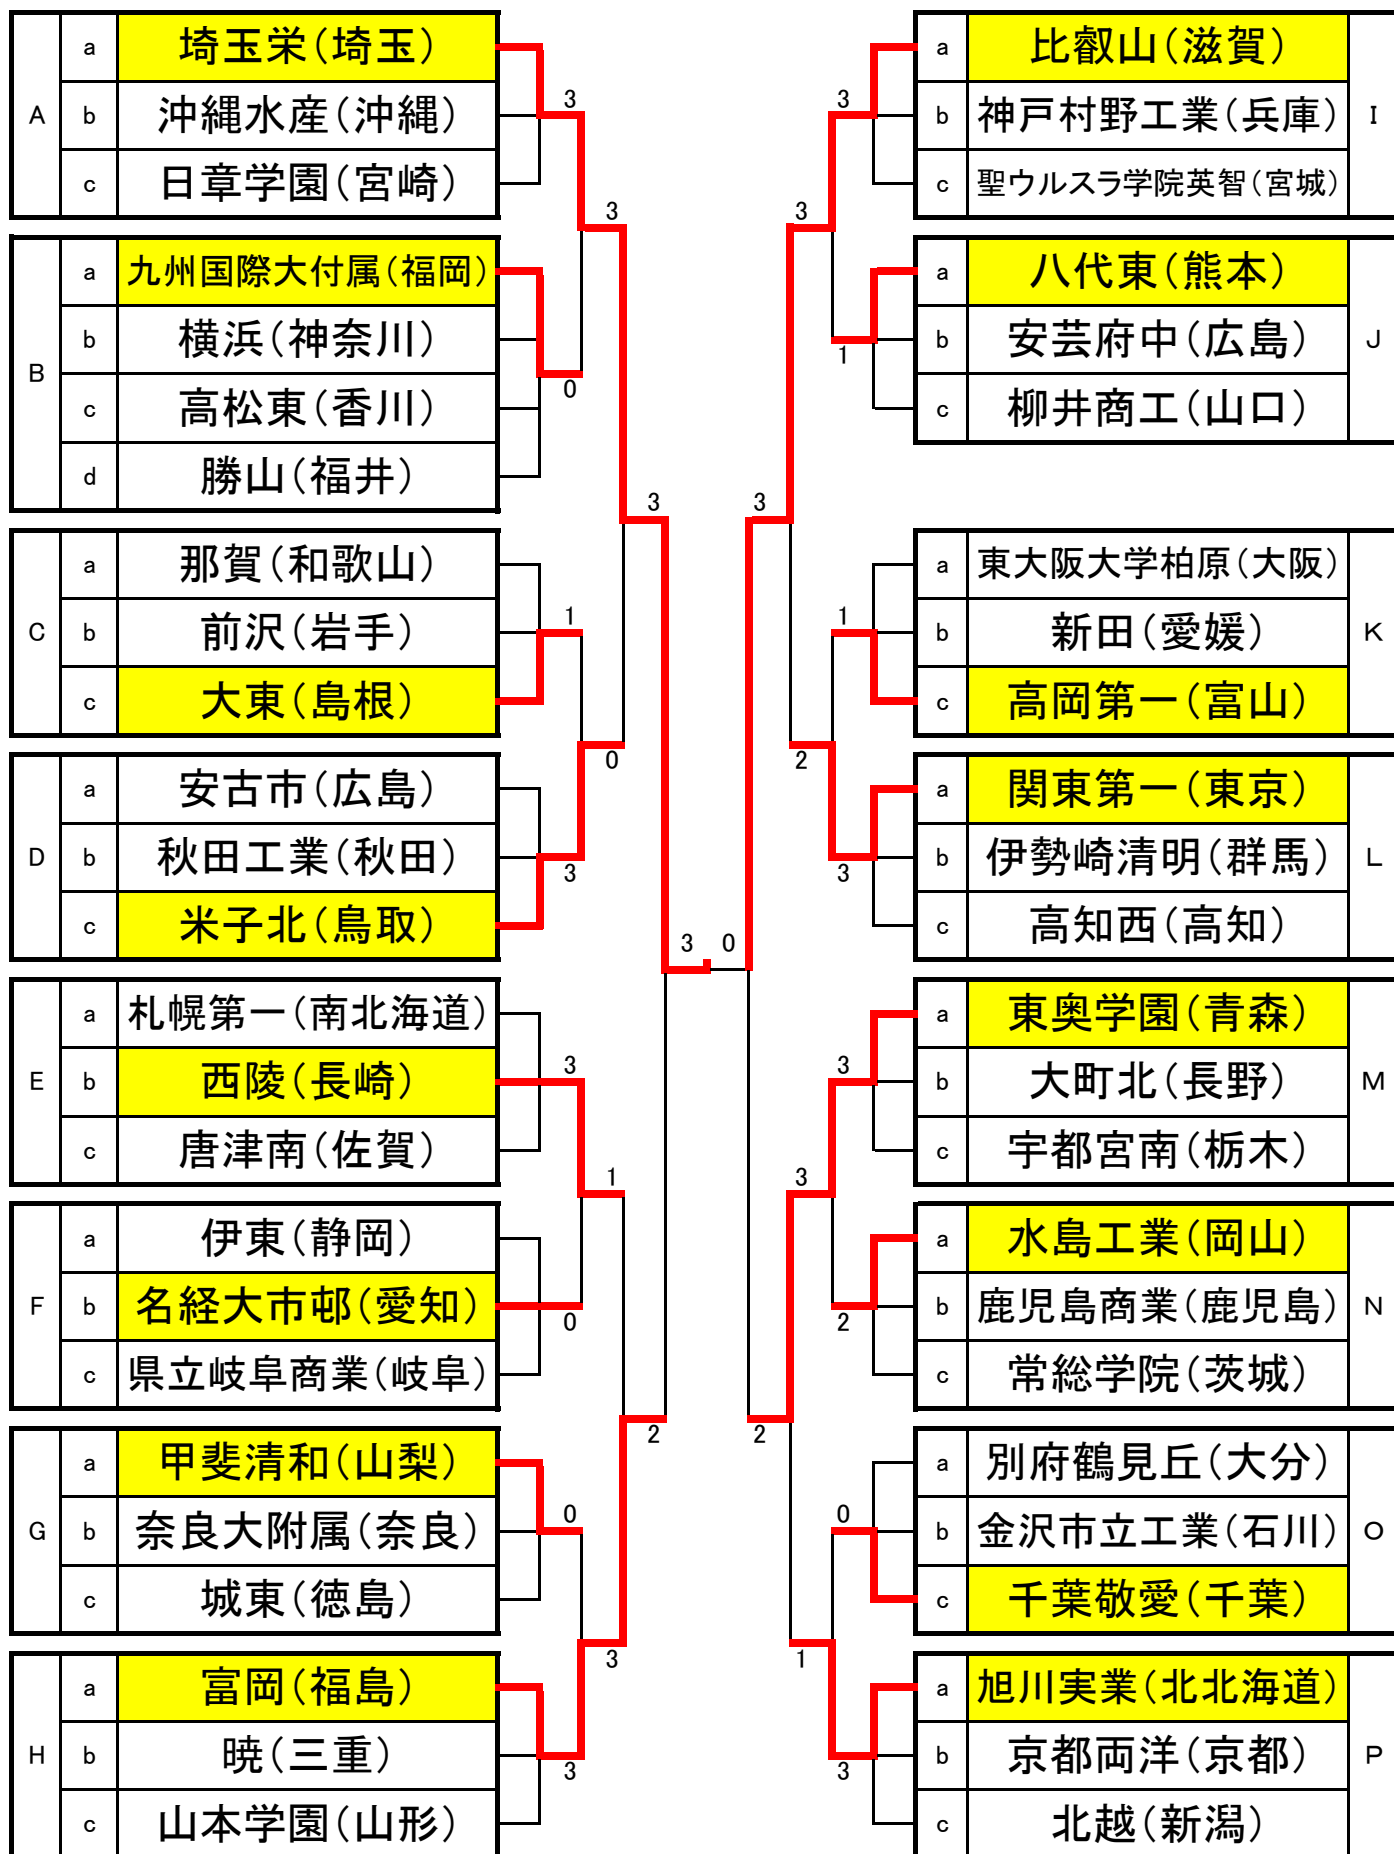 A
a 埼玉栄（埼玉）
b 沖縄水産（沖縄）
c 日章学園（宮崎）
B
a 九州国際大付属（福岡）
b 横浜（神奈川）
c 高松東（香川）
d 勝山（福井）
C
a 那賀（和歌山）
b 前沢（岩手）
c 大東（島根）
D
a 安古市（広島）
b 秋田工業（秋田）
c 米子北（鳥取）
E
a 札幌第一（南北海道）
b 西陵（長崎）
c 唐津南（佐賀）
F
a 伊東（静岡）
b 名経大市邨（愛知）
c 県立岐阜商業（岐阜）
G
a 甲斐清和（山梨）
b 奈良大附属（奈良）
c 城東（徳島）
H
a 富岡（福島）
b 暁（三重）
c 山本学園（山形）
3
0
1
3
3
0
0
3
3
0
1
3
3
2
3 0
3
2
3
2
3
1
3
1
1
3
3
2
0
3
a 比叡山（滋賀）
b 神戸村野工業（兵庫）
c 聖ウルスラ学院英智（宮城）
I
a 八代東（熊本）
b 安芸府中（広島）
c 柳井商工（山口）
J
a 東大阪大学柏原（大阪）
b 新田（愛媛）
c 高岡第一（富山）
K
a 関東第一（東京）
b 伊勢崎清明（群馬）
c 高知西（高知）
L
a 東奥学園（青森）
b 大町北（長野）
c 宇都宮南（栃木）
M
a 水島工業（岡山）
b 鹿児島商業（鹿児島）
c 常総学院（茨城）
N
a 別府鶴見丘（大分）
b 金沢市立工業（石川）
c 千葉敬愛（千葉）
O
a 旭川実業（北北海道）
b 京都両洋（京都）
c 北越（新潟）
P